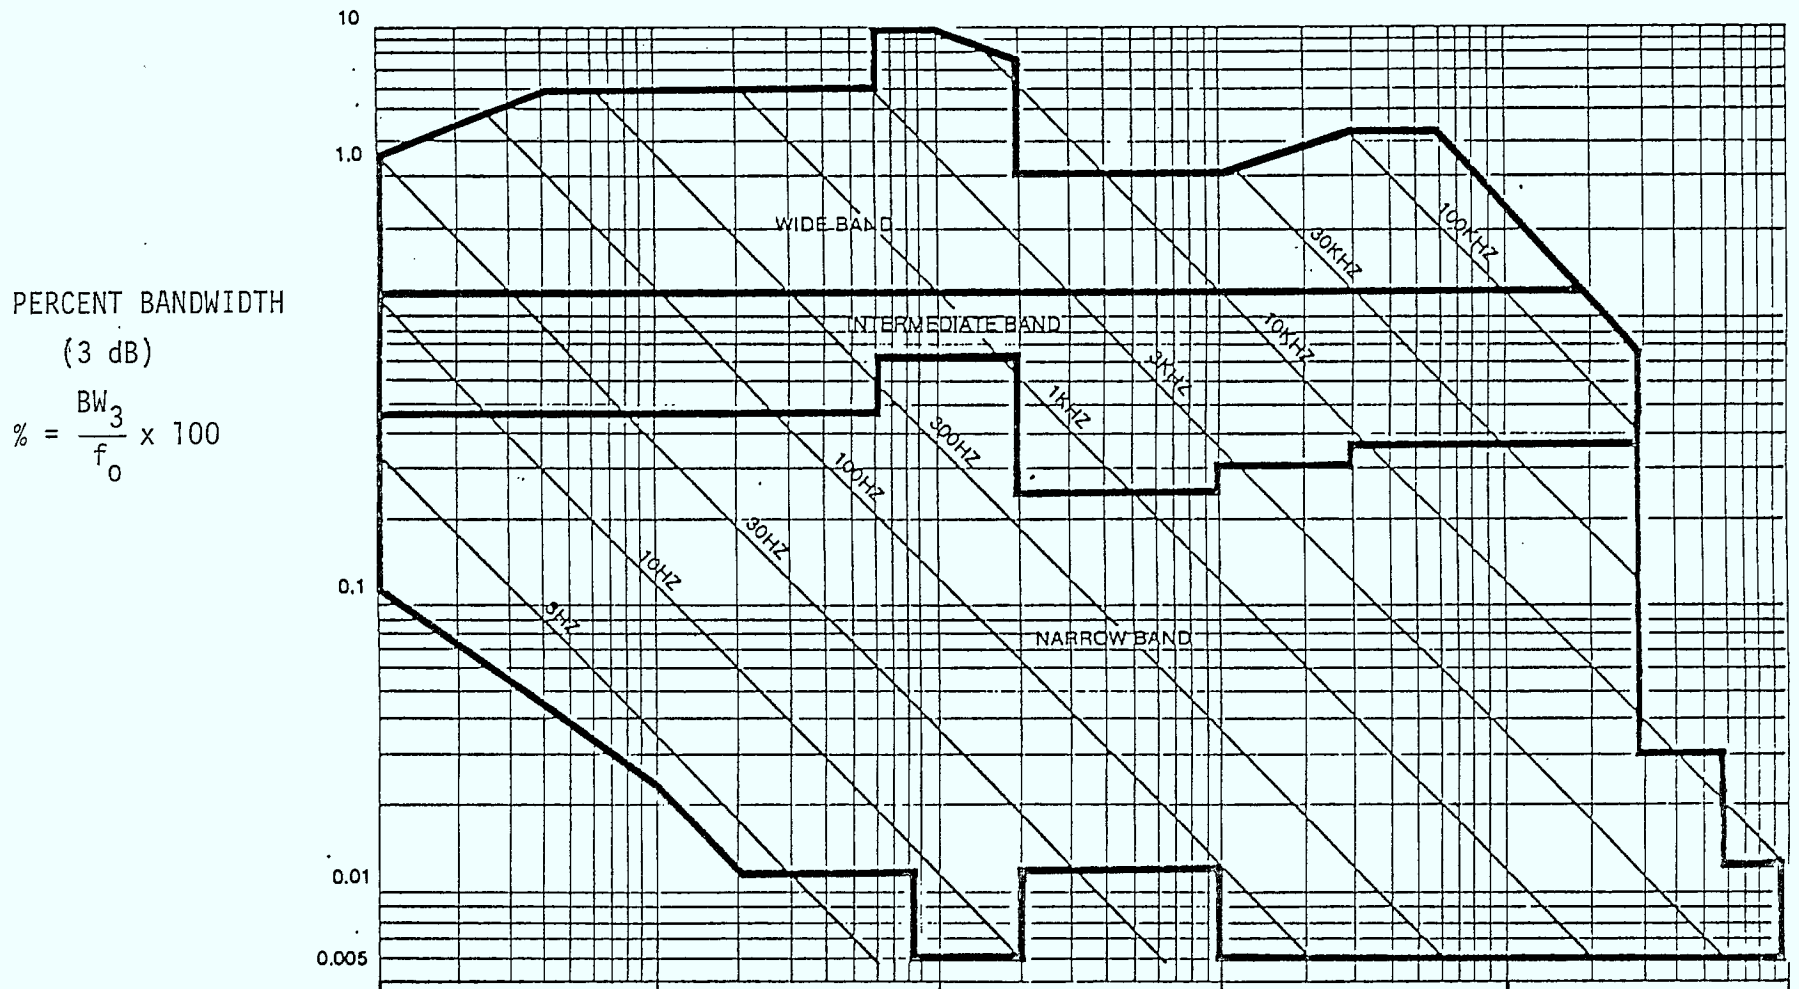 10
1.0
WIDE BAND
100KHZ
30KHZ
PERCENT BANDWIDTH
(3 dB)
% = BW3 / fo x 100
INTERMEDIATE BAND
10KHZ
3KHZ
1KHZ
300HZ
100HZ
30HZ
10HZ
3HZ
0.1
NARROW BAND
0.01
0.005